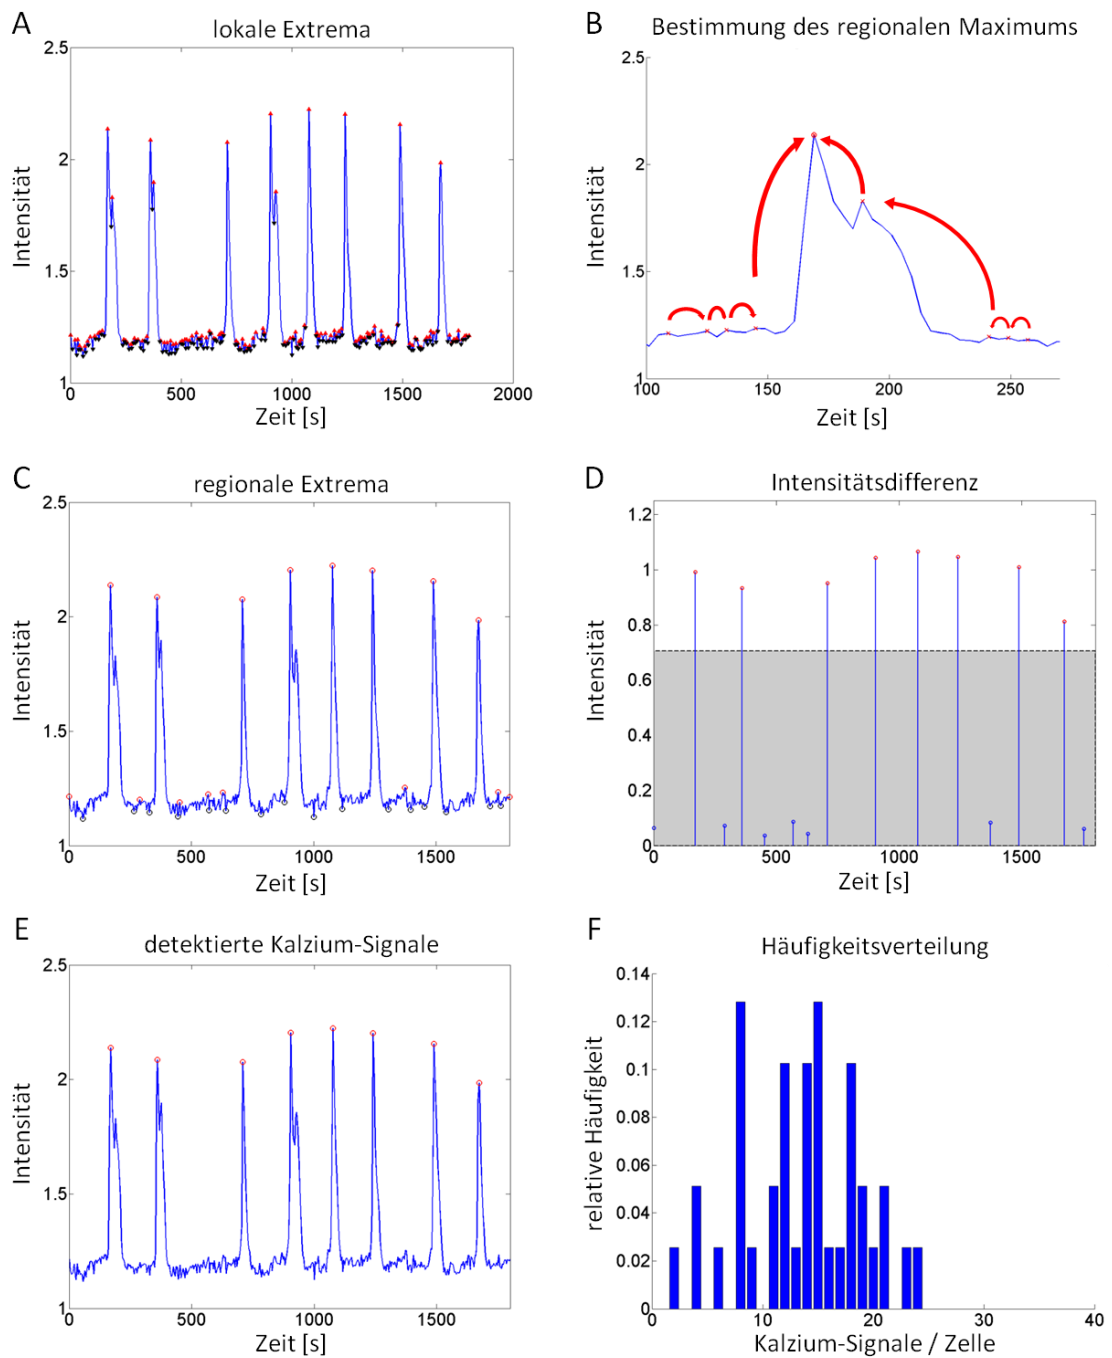 A
lokale Extrema
2.5
2
1.5
1
Intensität
0 500 1000 1500 2000
Zeit [s]
B
Bestimmung des regionalen Maximums
2.5
2
1.5
1
Intensität
100 150 200 250
Zeit [s]
C
regionale Extrema
2.5
2
1.5
1
Intensität
0 500 1000 1500
Zeit [s]
D
Intensitätsdifferenz
1.2
1
0.8
0.6
0.4
0.2
0
Intensität
0 500 1000 1500
Zeit [s]
E
detektierte Kalzium-Signale
2.5
2
1.5
1
Intensität
0 500 1000 1500
Zeit [s]
F
Häufigkeitsverteilung
0.14
0.12
0.1
0.08
0.06
0.04
0.02
0
relative Häufigkeit
0 10 20 30 40
Kalzium-Signale / Zelle